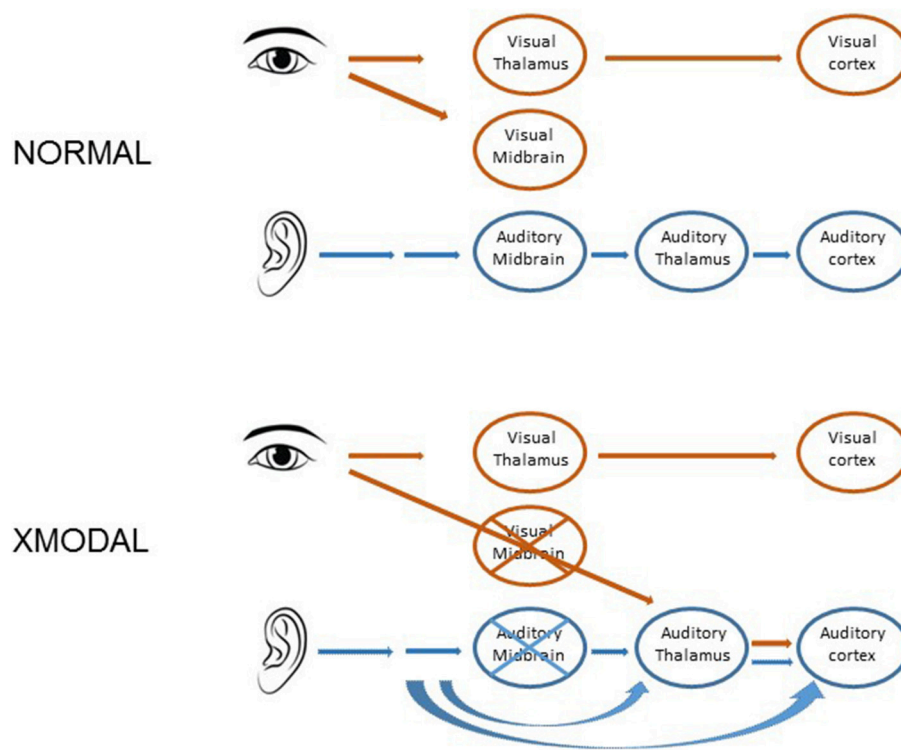 Visual
Thalamus
Visual
cortex
Visual
Midbrain
NORMAL
Auditory
Midbrain
Auditory
Thalamus
Auditory
cortex
Visual
Thalamus
Visual
cortex
Visual
Midbrain
XMODAL
Auditory
Midbrain
Auditory
Thalamus
Auditory
cortex